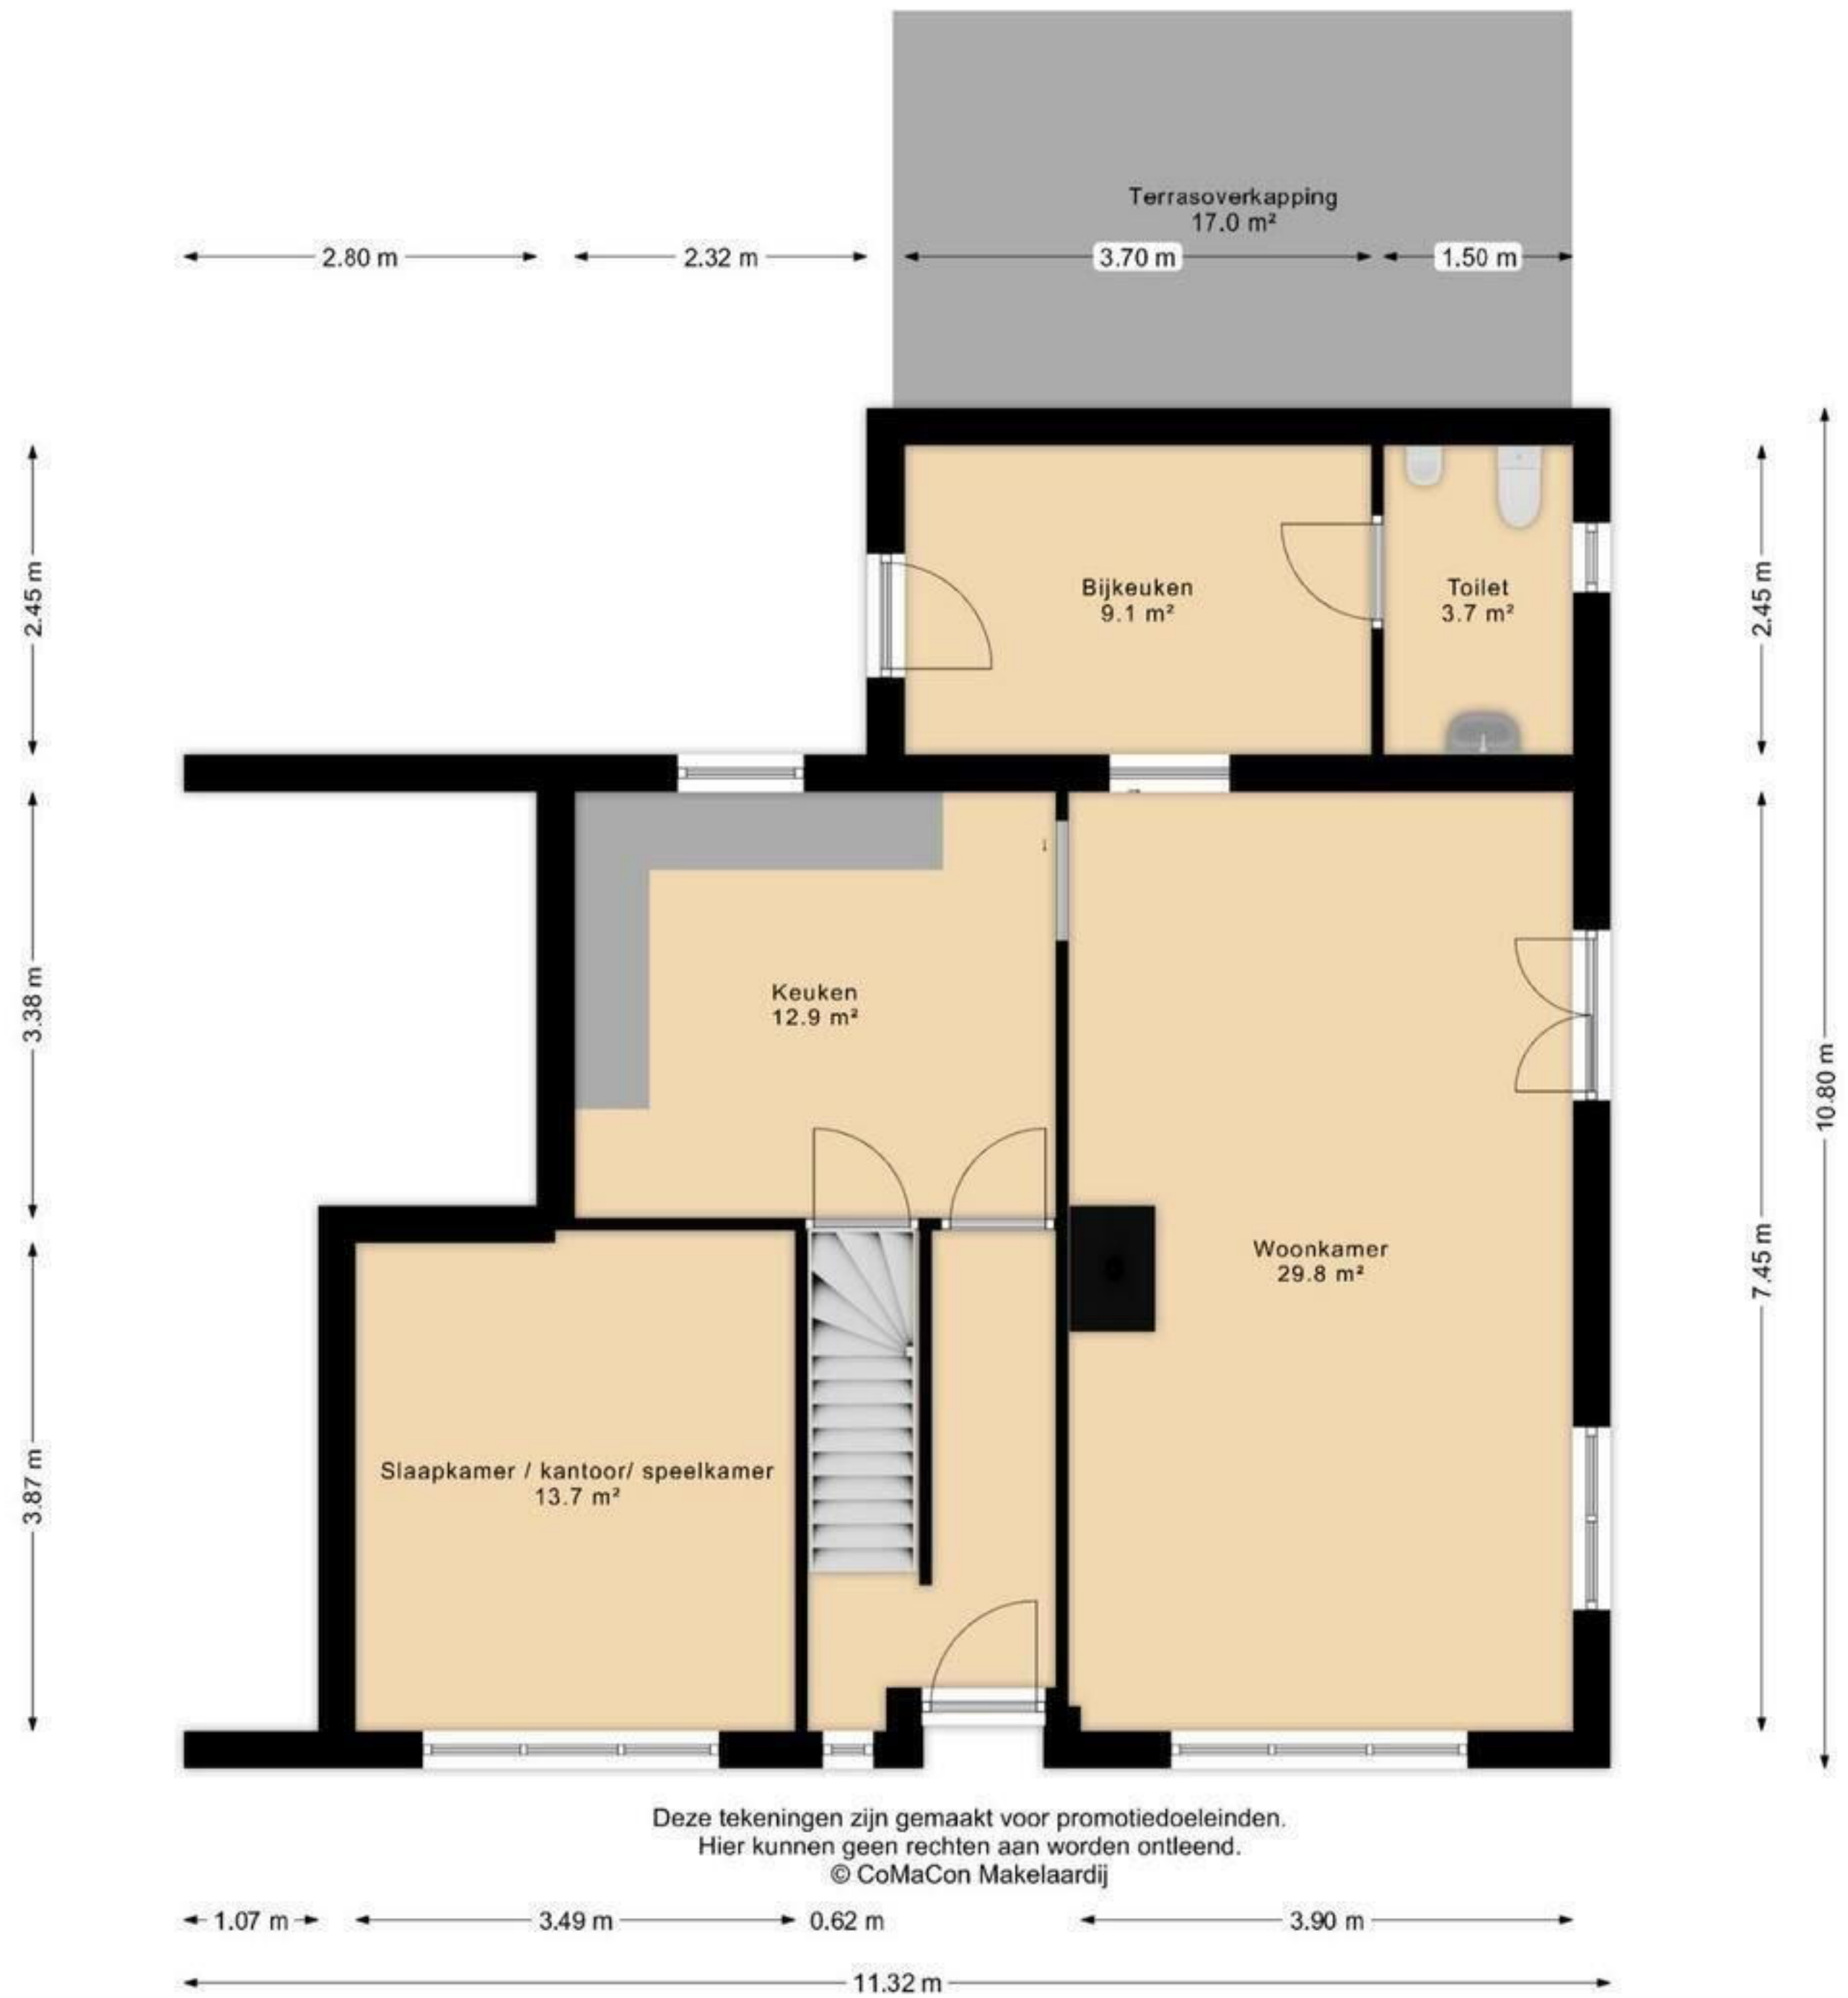 Terrasoverkapping
17.0 m²
2.80 m
2.32 m
3.70 m
1.50 m
2.45 m
Bijkeuken
9.1 m²
Toilet
3.7 m²
2.45 m
3.38 m
Keuken
12.9 m²
10.80 m
Woonkamer
29.8 m²
7.45 m
3.87 m
Slaapkamer / kantoor/ speelkamer
13.7 m²
Deze tekeningen zijn gemaakt voor promotiedoeleinden.
Hier kunnen geen rechten aan worden ontleend.
© CoMaCon Makelaardij
1.07 m
3.49 m
0.62 m
3.90 m
11.32 m